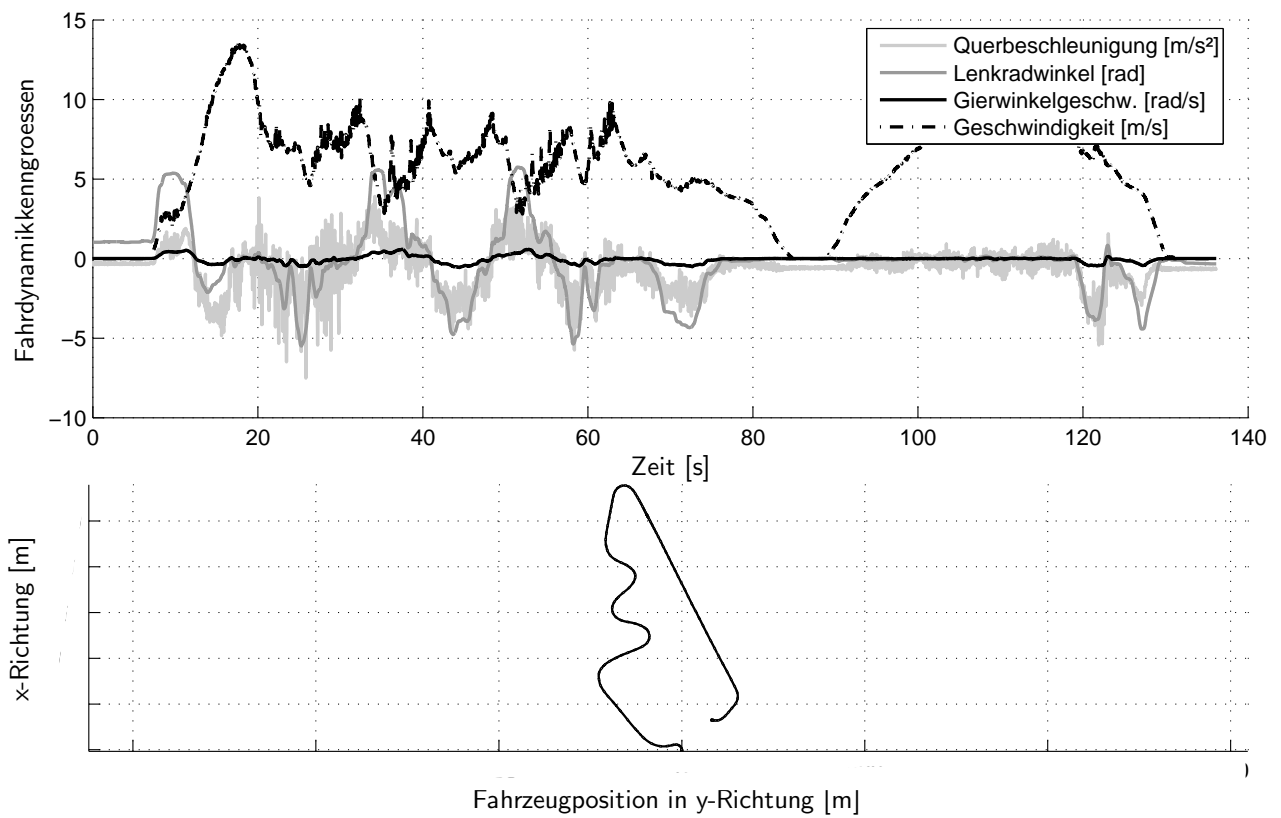 15
10
5
0
−5
−10
Fahrdynamikkenngroessen
Querbeschleunigung [m/s²]
Lenkradwinkel [rad]
Gierwinkelgeschw. [rad/s]
Geschwindigkeit [m/s]
0 20 40 60 80 100 120 140
Zeit [s]
x-Richtung [m]
Fahrzeugposition in y-Richtung [m]